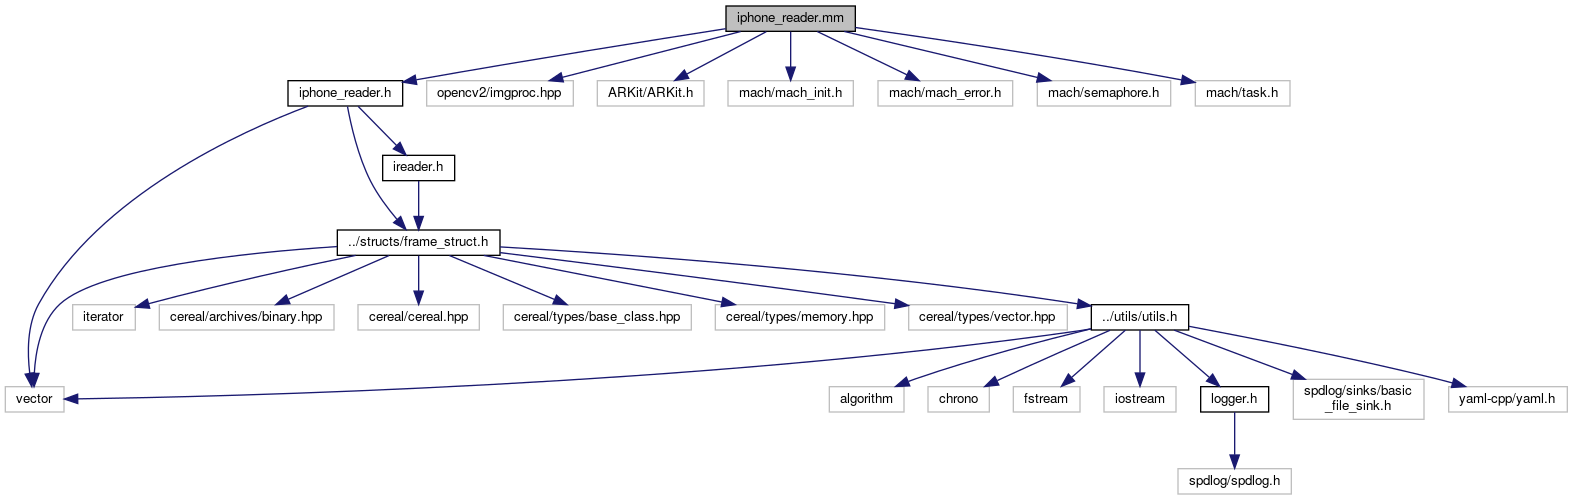 iphone_reader.mm
iphone_reader.h
opencv2/imgproc.hpp
ARKit/ARKit.h
mach/mach_init.h
mach/mach_error.h
mach/semaphore.h
mach/task.h
ireader.h
../structs/frame_struct.h
iterator
cereal/archives/binary.hpp
cereal/cereal.hpp
cereal/types/base_class.hpp
cereal/types/memory.hpp
cereal/types/vector.hpp
../utils/utils.h
vector
algorithm
chrono
fstream
iostream
logger.h
spdlog/sinks/basic
_file_sink.h
yaml-cpp/yaml.h
spdlog/spdlog.h